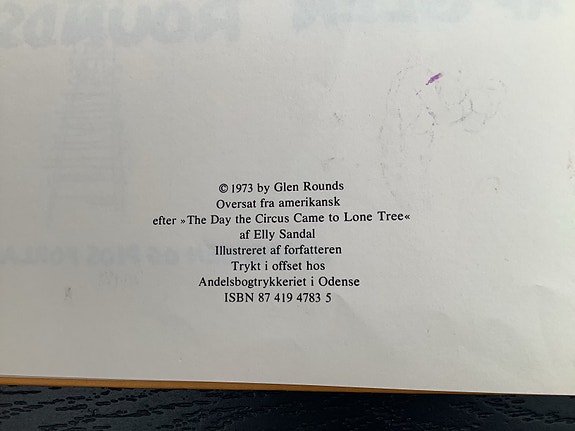 © 1973 by Glen Rounds
Oversat fra amerikansk
efter »The Day the Circus Came to Lone Tree«
af Elly Sandal
Illustreret af forfatteren
Trykt i offset hos
Andelsbogtrykkeriet i Odense
ISBN 87 419 4783 5